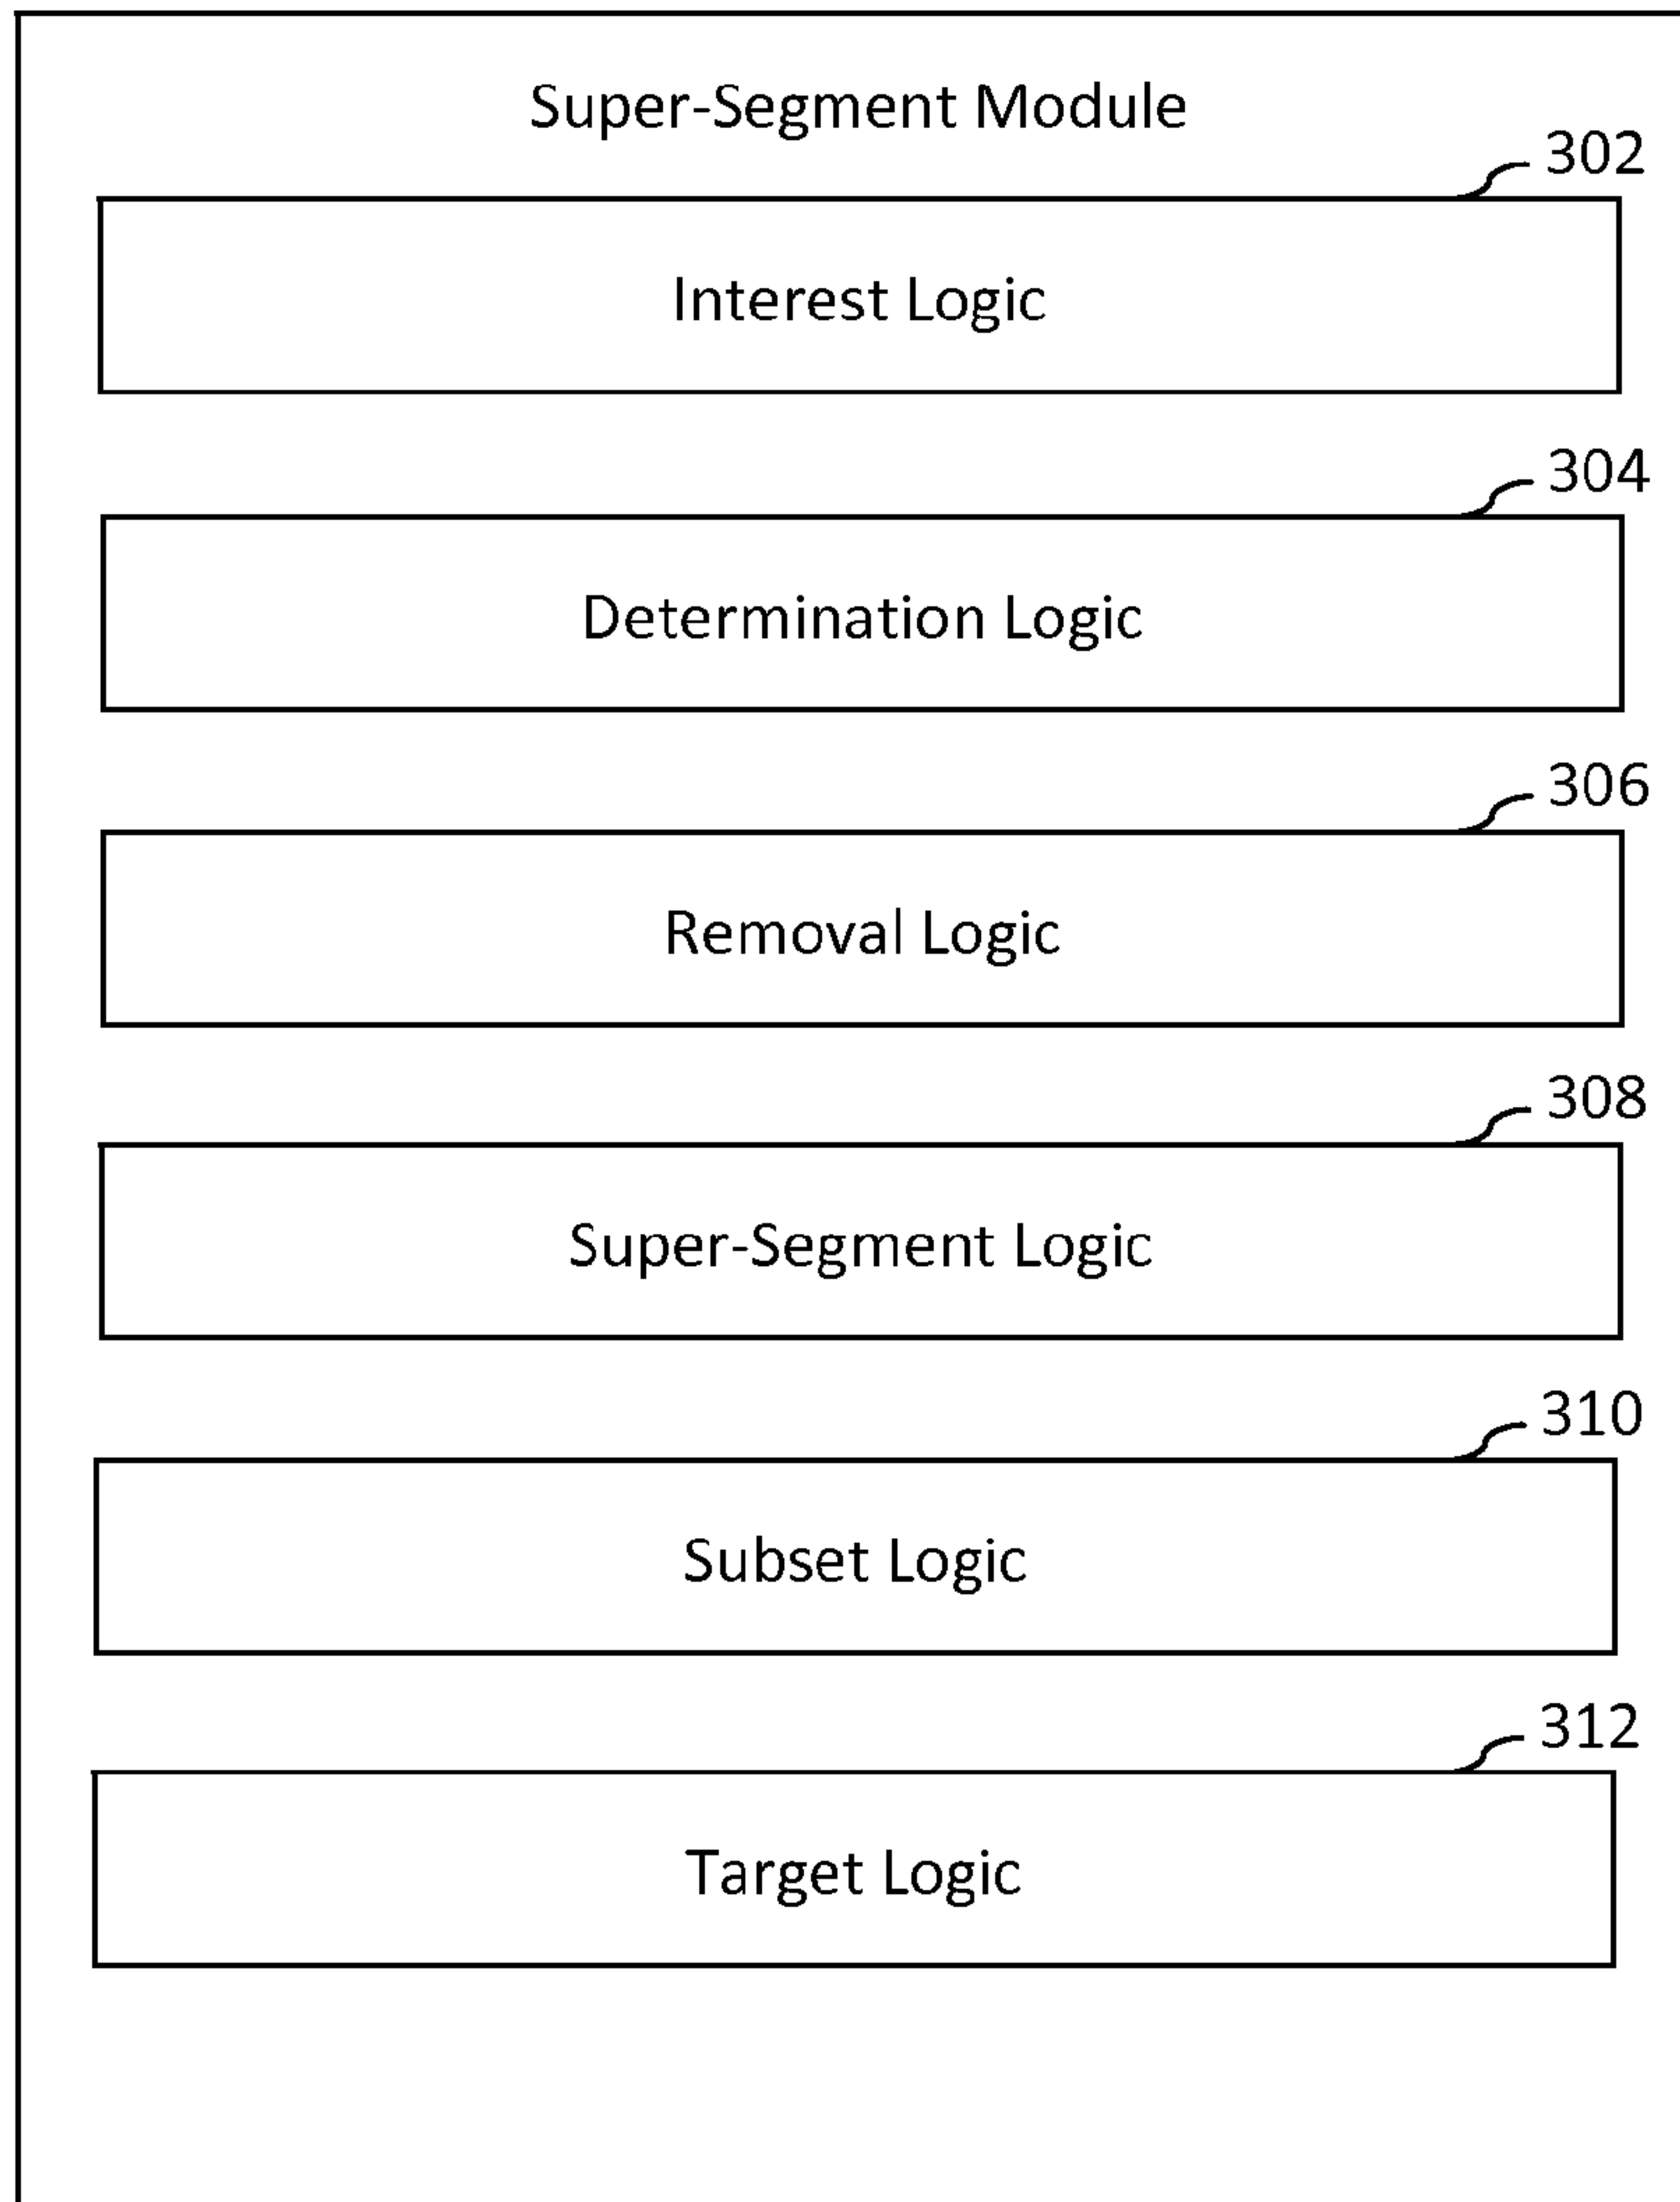 Super-Segment Module
302
Interest Logic
304
Determination Logic
306
Removal Logic
308
Super-Segment Logic
310
Subset Logic
312
Target Logic